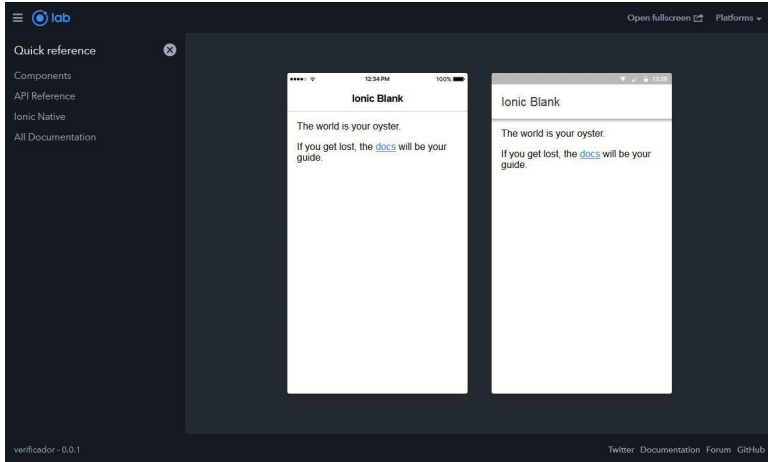 lab
Open fullscreen
Platforms
Quick reference
Components
API Reference
Ionic Native
All Documentation
12:34 PM
100%
Ionic Blank
The world is your oyster.
If you get lost, the docs will be your
guide.
12:30
Ionic Blank
The world is your oyster.
If you get lost, the docs will be your
guide.
verificador - 0.0.1
Twitter Documentation Forum GitHub